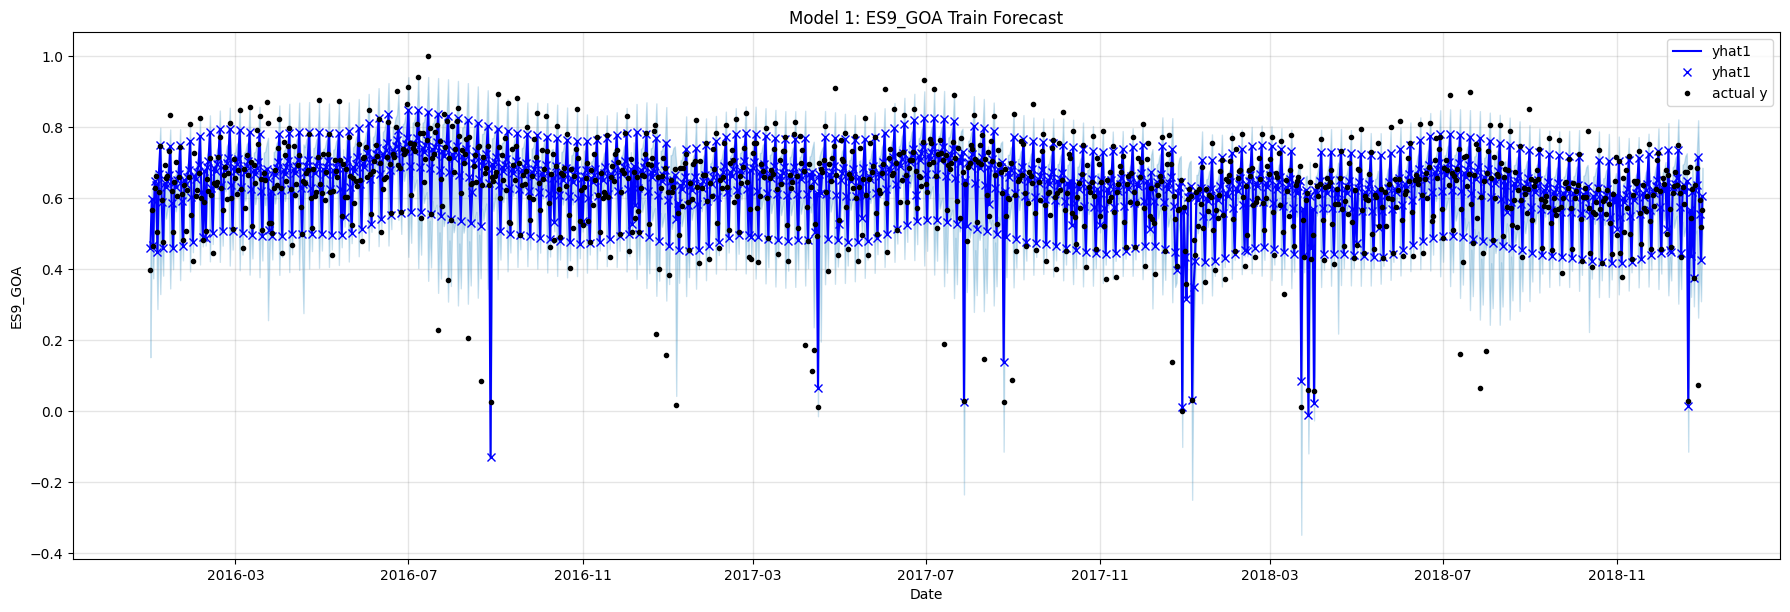 Model 1: ES9_GOA Train Forecast
yhat1
yhat1
actual y
ES9_GOA
1.0
0.8
0.6
0.4
0.2
0.0
−0.2
−0.4
2016-03 2016-07 2016-11 2017-03 2017-07 2017-11 2018-03 2018-07 2018-11
Date